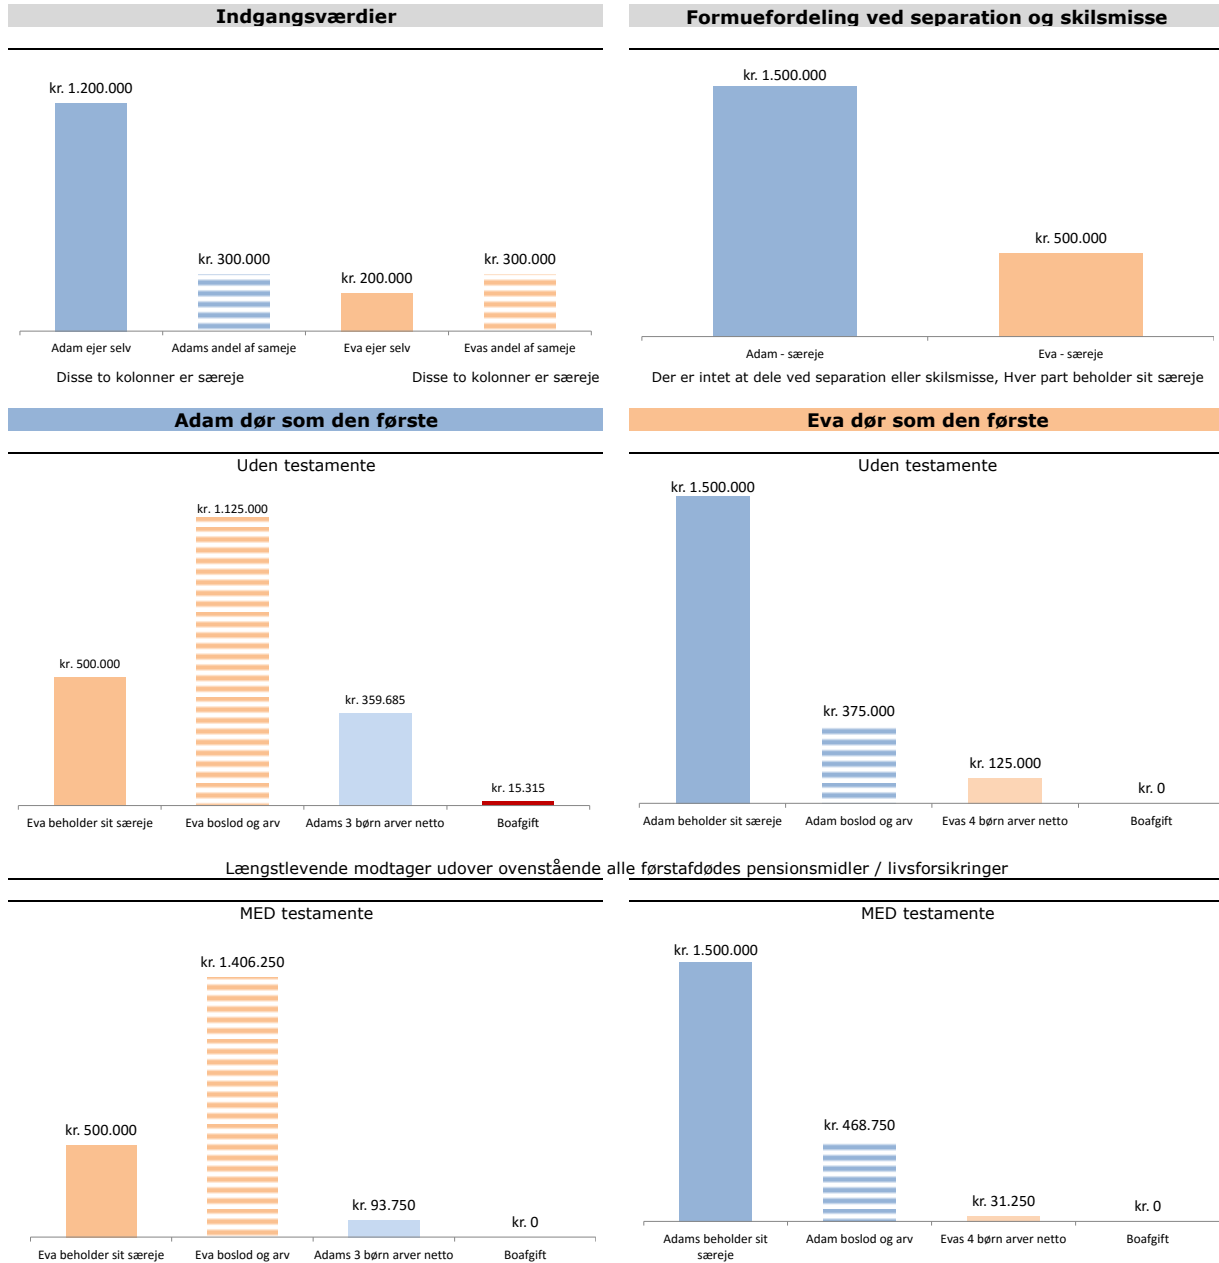 Indgangsværdier
kr. 1.200.000
kr. 300.000
kr. 200.000
kr. 300.000
Adam ejer selv
Adams andel af sameje
Eva ejer selv
Evas andel af sameje
Disse to kolonner er særeje
Disse to kolonner er særeje
Formuefordeling ved separation og skilsmisse
kr. 1.500.000
kr. 500.000
Adam - særeje
Eva - særeje
Der er intet at dele ved separation eller skilsmisse, Hver part beholder sit særeje
Adam dør som den første
Uden testamente
kr. 500.000
kr. 1.125.000
kr. 359.685
kr. 15.315
Eva beholder sit særeje
Eva boslod og arv
Adams 3 børn arver netto
Boafgift
Eva dør som den første
Uden testamente
kr. 1.500.000
kr. 375.000
kr. 125.000
kr. 0
Adam beholder sit særeje
Adam boslod og arv
Evas 4 børn arver netto
Boafgift
Længstlevende modtager udover ovenstående alle førstafdødes pensionsmidler / livsforsikringer
MED testamente
kr. 500.000
kr. 1.406.250
kr. 93.750
kr. 0
Eva beholder sit særeje
Eva boslod og arv
Adams 3 børn arver netto
Boafgift
MED testamente
kr. 1.500.000
kr. 468.750
kr. 31.250
kr. 0
Adams beholder sit
særeje
Adam boslod og arv
Evas 4 børn arver netto
Boafgift